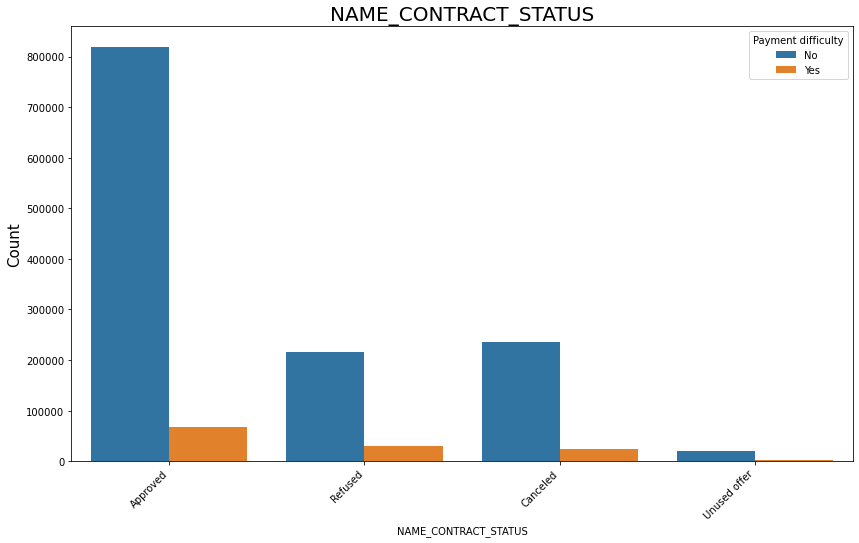 NAME_CONTRACT_STATUS
Payment difficulty
No
Yes
Count
800000
700000
600000
500000
400000
300000
200000
100000
0
Approved
Refused
Canceled
Unused offer
NAME_CONTRACT_STATUS